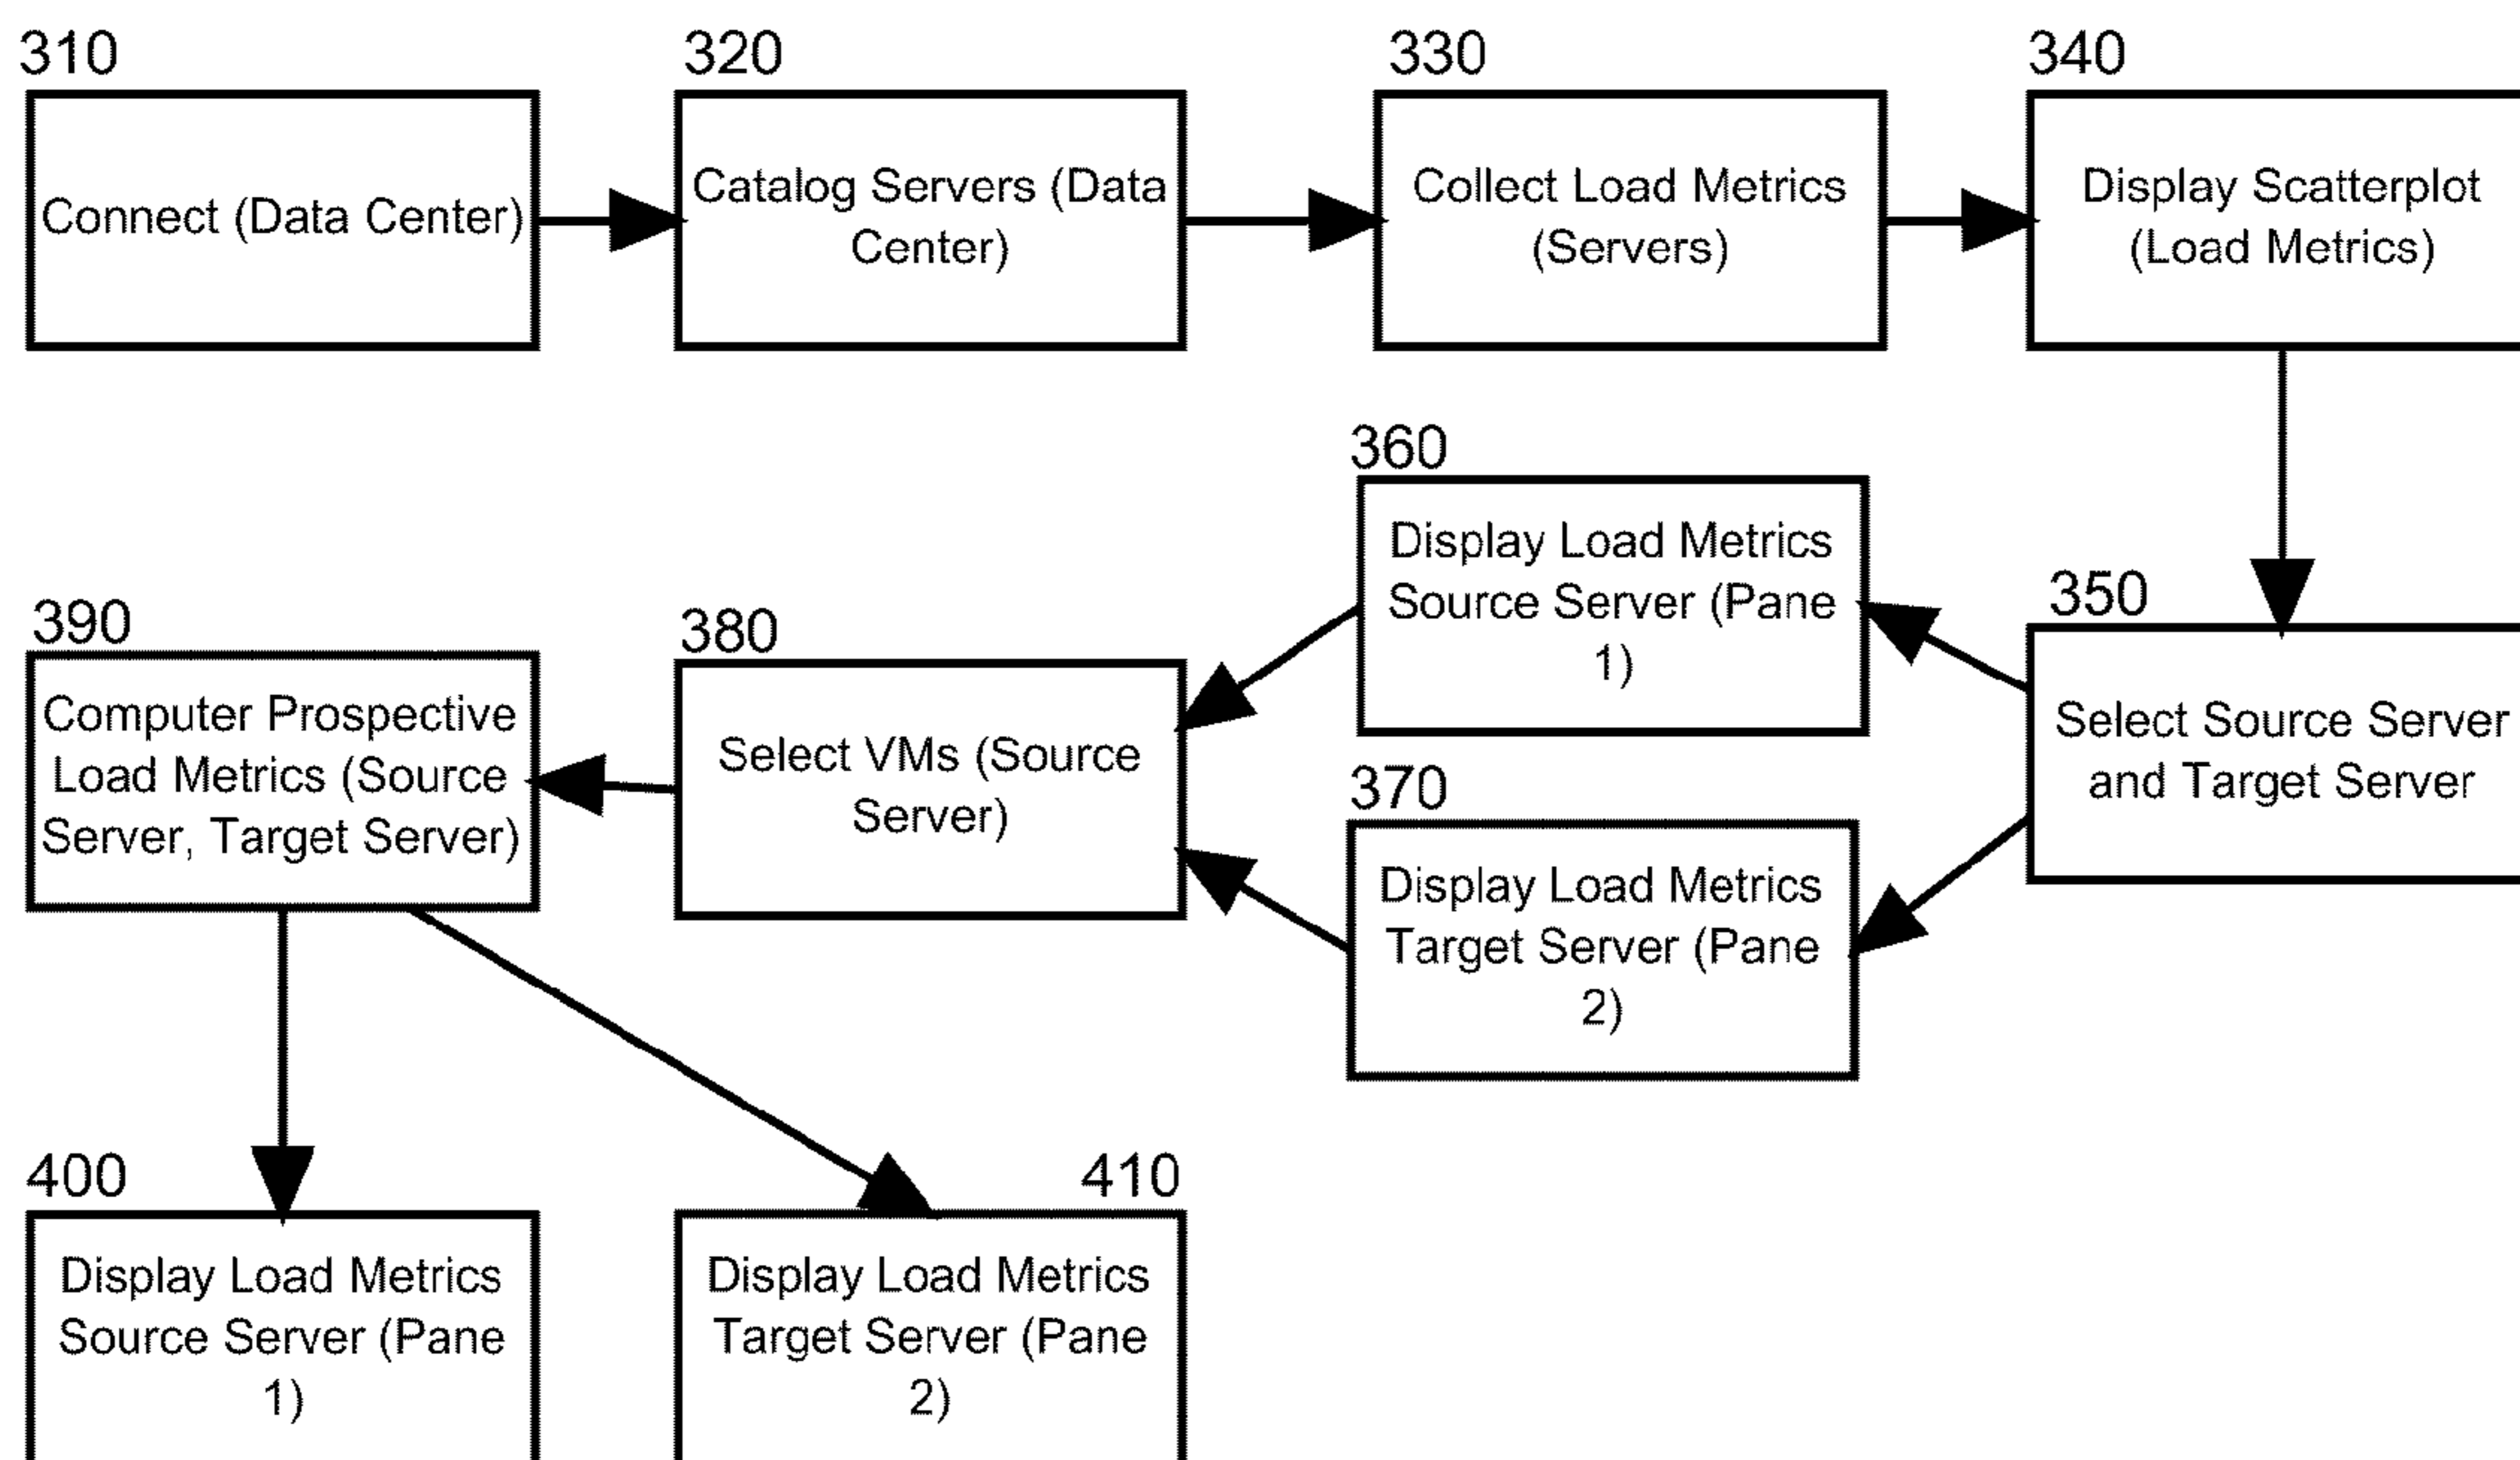 310
Connect (Data Center)
320
Catalog Servers (Data
Center)
330
Collect Load Metrics
(Servers)
340
Display Scatterplot
(Load Metrics)
350
Select Source Server
and Target Server
360
Display Load Metrics
Source Server (Pane
1)
370
Display Load Metrics
Target Server (Pane
2)
380
Select VMs (Source
Server)
390
Computer Prospective
Load Metrics (Source
Server, Target Server)
400
Display Load Metrics
Source Server (Pane
1)
410
Display Load Metrics
Target Server (Pane
2)